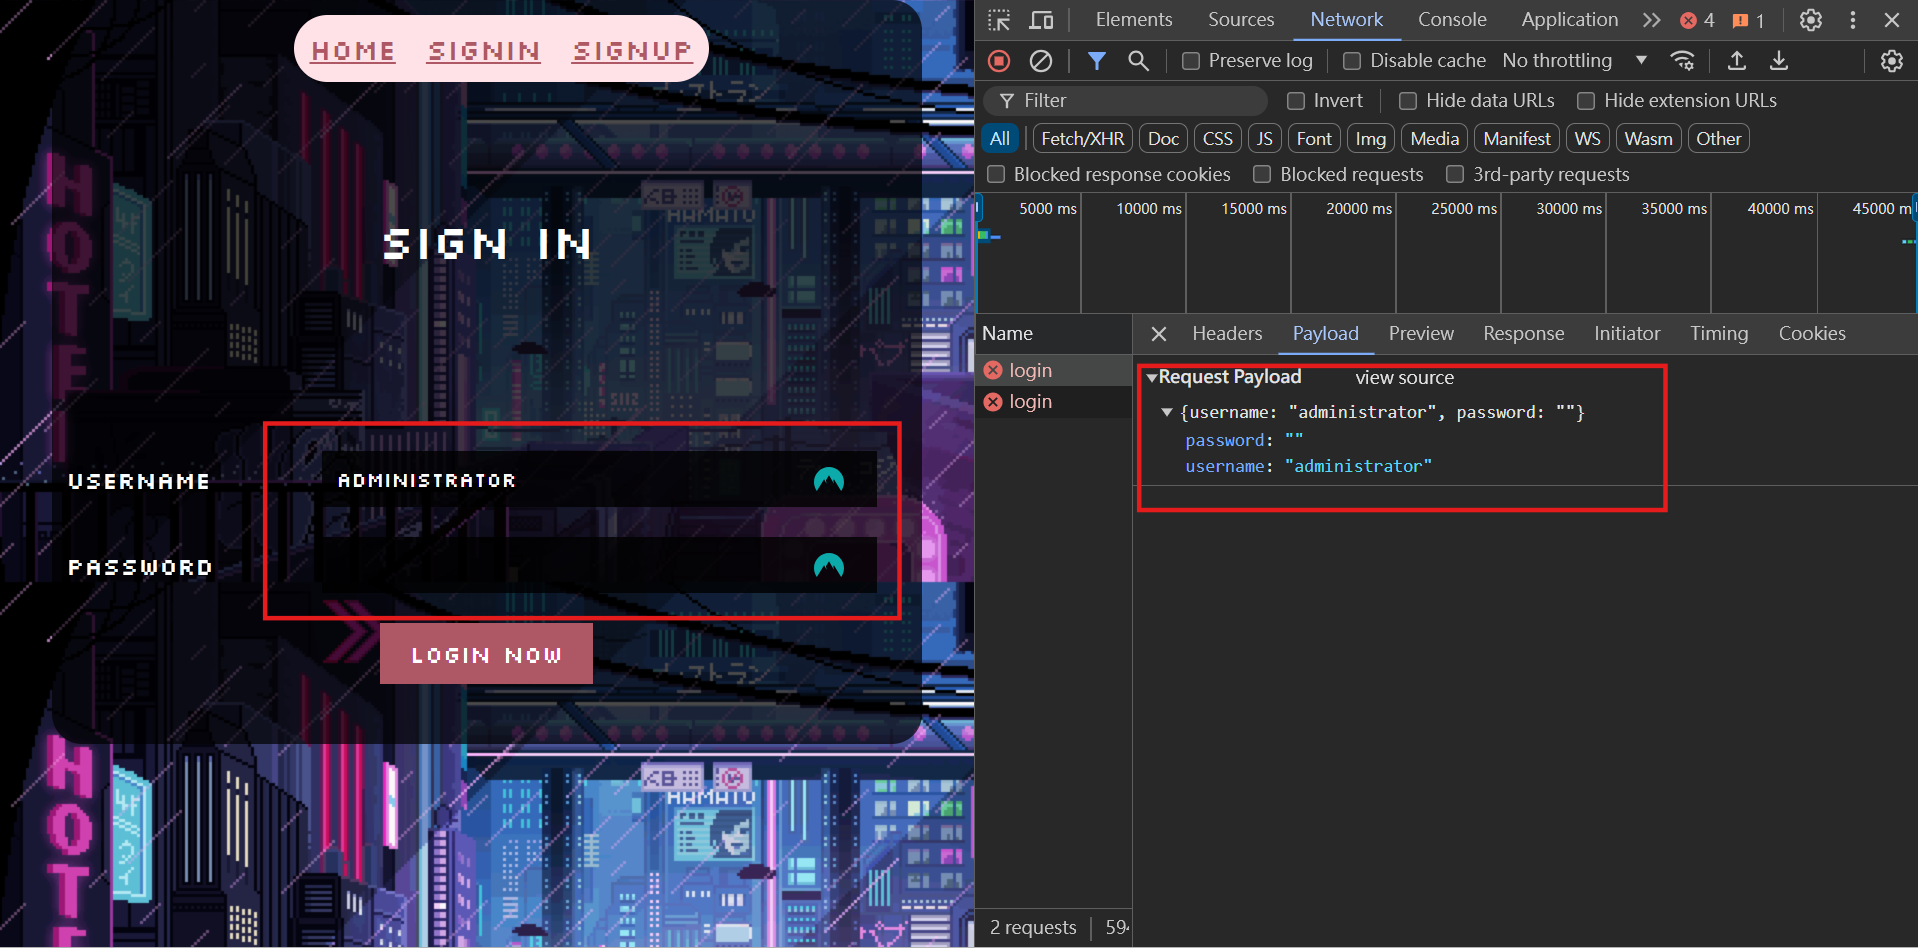 HOME SIGNIN SIGNUP
SIGN IN
USERNAME
ADMINISTRATOR
PASSWORD
LOGIN NOW
HOTE
HOTE
Elements Sources Network Console Application 4 1
Preserve log Disable cache No throttling
Filter Invert Hide data URLs Hide extension URLs
All Fetch/XHR Doc CSS JS Font Img Media Manifest WS Wasm Other
Blocked response cookies Blocked requests 3rd-party requests
5000 ms 10000 ms 15000 ms 20000 ms 25000 ms 30000 ms 35000 ms 40000 ms 45000 m
Name
Headers Payload Preview Response Initiator Timing Cookies
login
login
Request Payload view source
{username: "administrator", password: ""}
password: ""
username: "administrator"
2 requests 594